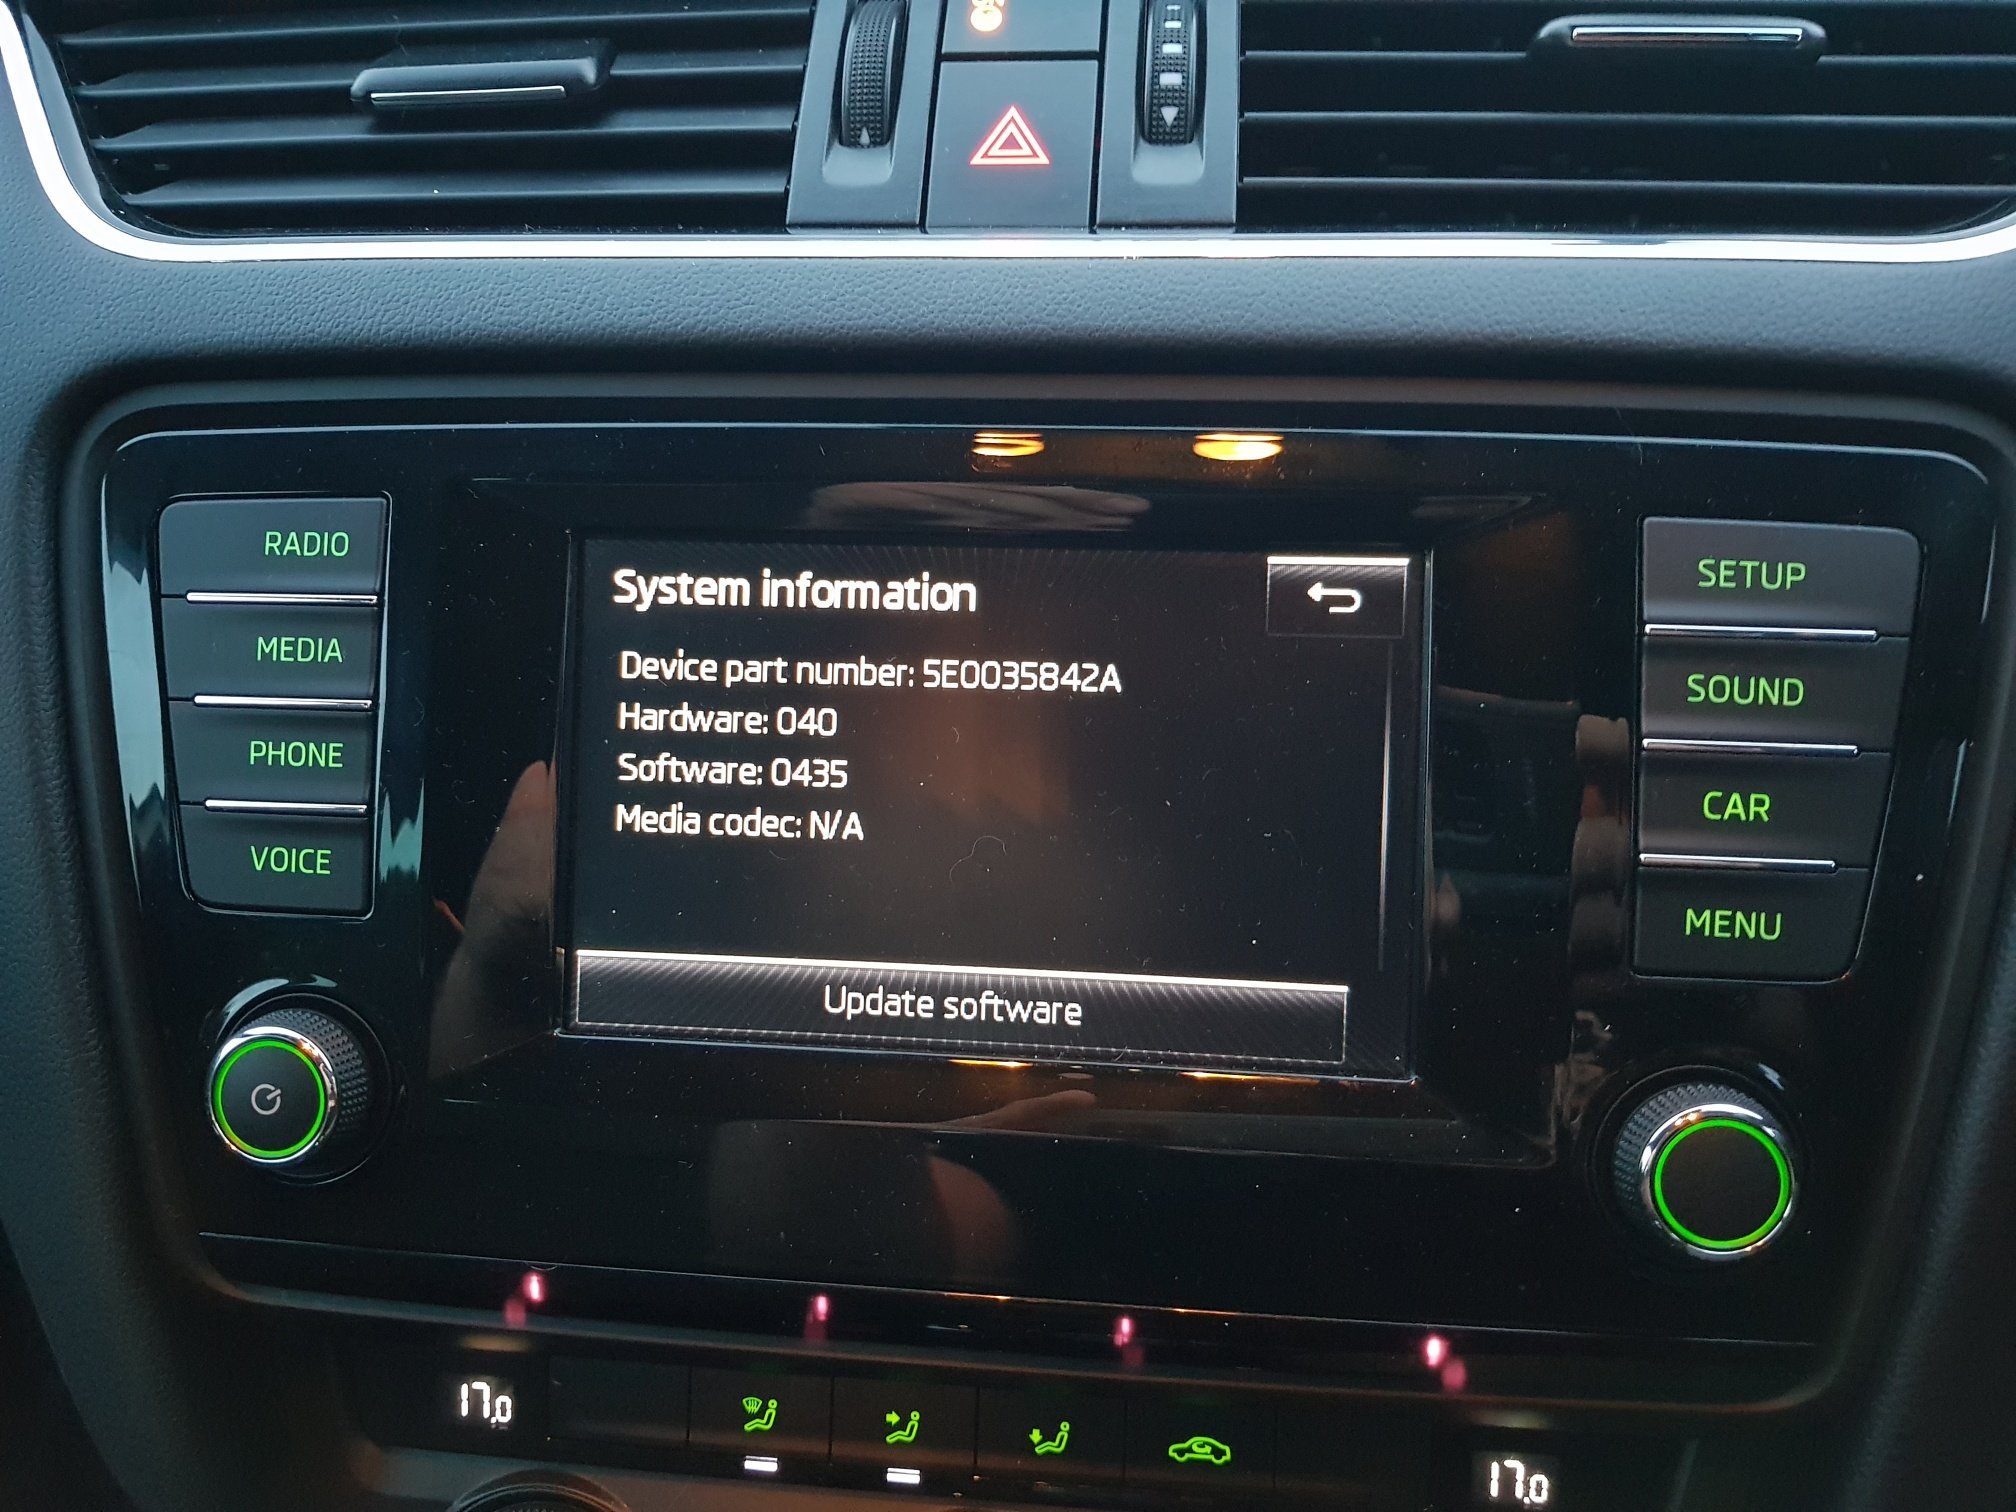 RADIO
MEDIA
PHONE
VOICE
System information
Device part number: 5E0035842A
Hardware: 040
Software: 0435
Media codec: N/A
Update software
SETUP
SOUND
CAR
MENU
17.0
17.0